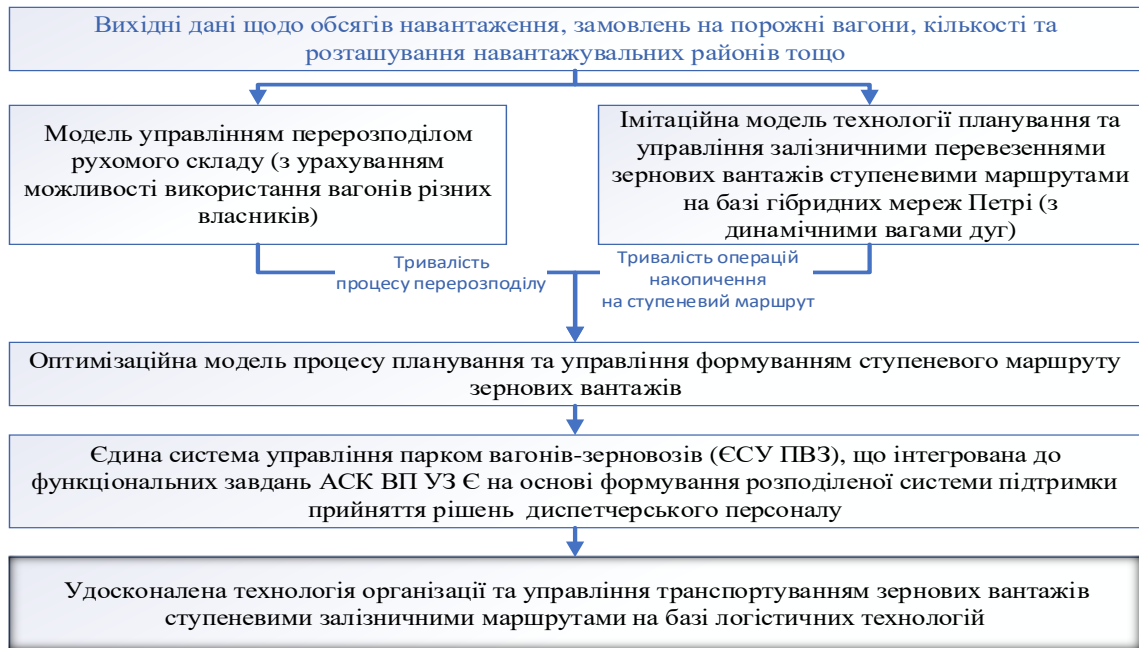 Вихідні дані щодо обсягів навантаження, замовлень на порожні вагони, кількості та
розташування навантажувальних районів тощо
Модель управлінням перерозподілом
рухомого складу (з урахуванням
можливості використання вагонів різних
власників)
Імітаційна модель технології планування та
управління залізничними перевезеннями
зернових вантажів ступеневими маршрутами
на базі гібридних мереж Петрі (з
динамічними вагами дуг)
Тривалість
процесу перерозподілу
Тривалість операцій
накопичення
на ступеневий маршрут
Оптимізаційна модель процесу планування та управління формуванням ступеневого маршруту
зернових вантажів
Єдина система управління парком вагонів-зерновозів (ЄСУ ПВЗ), що інтегрована до
функціональних завдань АСК ВП УЗ Є на основі формування розподіленої системи підтримки
прийняття рішень диспетчерського персоналу
Удосконалена технологія організації та управління транспортуванням зернових вантажів
ступеневими залізничними маршрутами на базі логістичних технологій